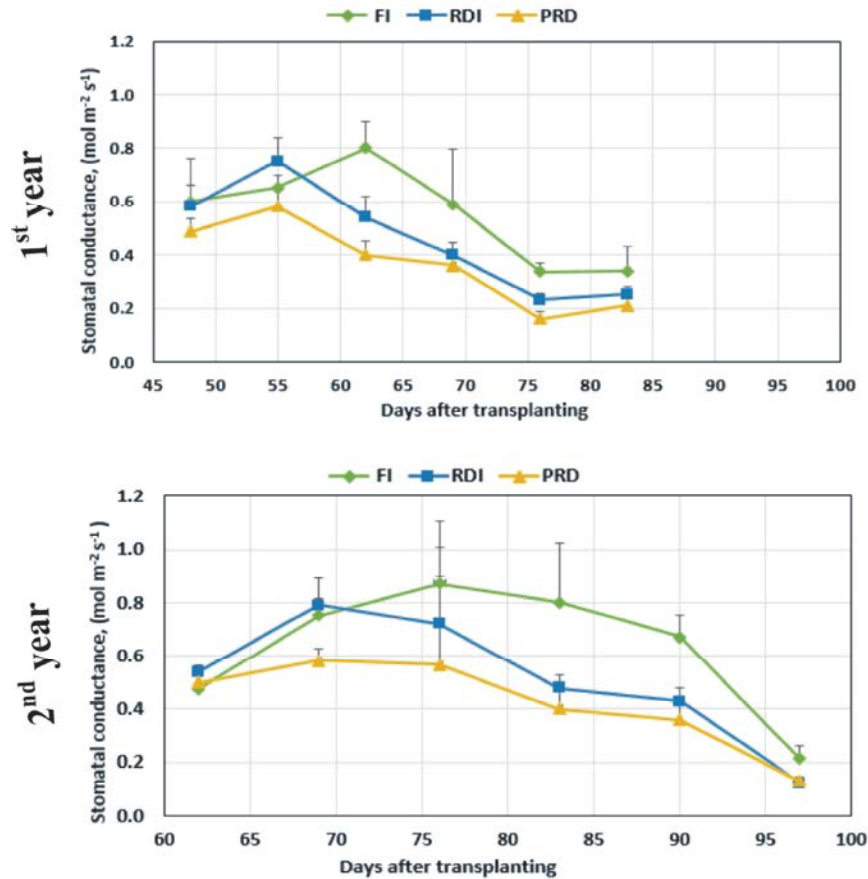 FI RDI PRD
1.2
1.0
0.8
0.6
0.4
0.2
0.0
Stomatal conductance, (mol m⁻² s⁻¹)
1st year
45 50 55 60 65 70 75 80 85 90 95 100
Days after transplanting
FI RDI PRD
1.2
1.0
0.8
0.6
0.4
0.2
0.0
Stomatal conductance, (mol m⁻² s⁻¹)
2nd year
60 65 70 75 80 85 90 95 100
Days after transplanting